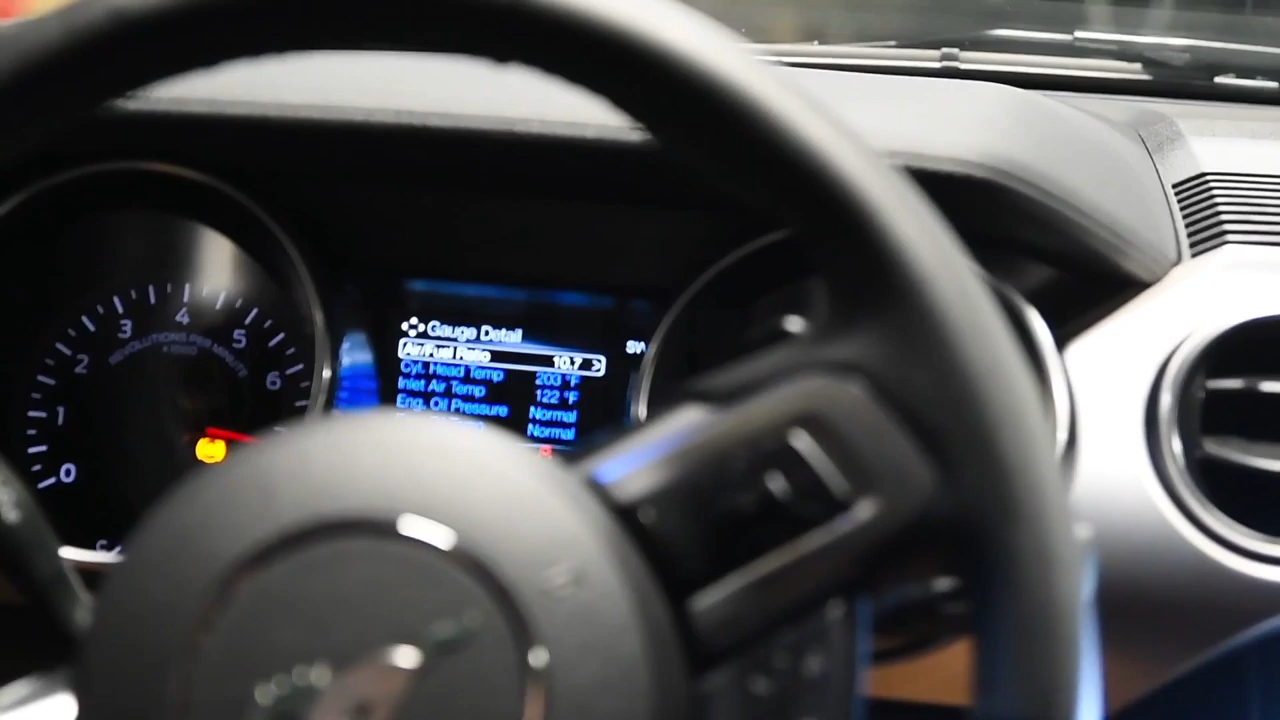 Gauge Detail
Air/Fuel Ratio 10.7 >
Cyl. Head Temp 203 °F
Inlet Air Temp 122 °F
Eng. Oil Pressure Normal
Normal
0
1
2
3
4
5
6
REVOLUTIONS PER MINUTE